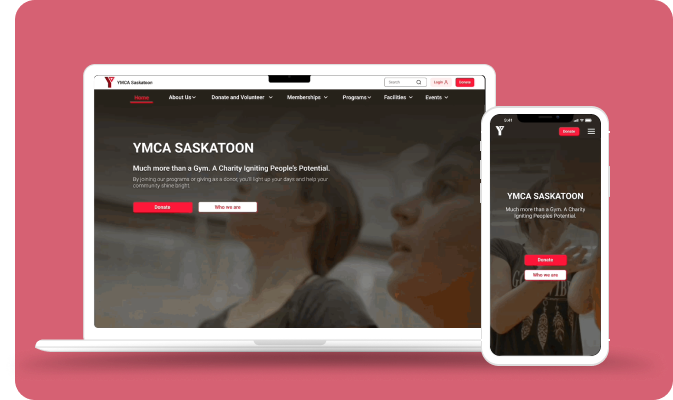 YMCA Saskatoon
Search
Login
Donate
Home
About Us
Donate and Volunteer
Memberships
Programs
Facilities
Events
YMCA SASKATOON
Much more than a Gym. A Charity Igniting People's Potential.
By joining our programs or giving as a donor, you'll light up your days and help your
community shine bright.
Donate
Who we are
9:41
Donate
YMCA SASKATOON
Much more than a Gym. A Charity
Igniting Peoples Potential.
Donate
Who we are